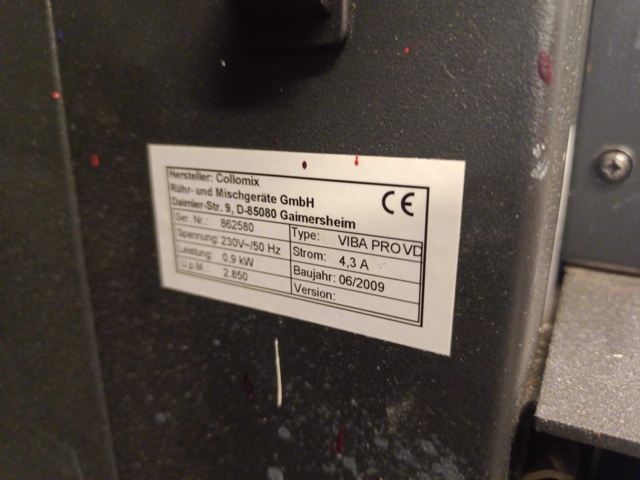 Hersteller: Collomix
Rühr- und Mischgeräte GmbH
Daimler-Str. 9, D-85080 Gaimersheim
CE
Ser. Nr.: 862580
Type: VIBA PRO VD
Spannung: 230V~/50 Hz
Strom: 4,3 A
Leistung: 0,9 kW
Baujahr: 06/2009
U.p.M.: 2.850
Version: